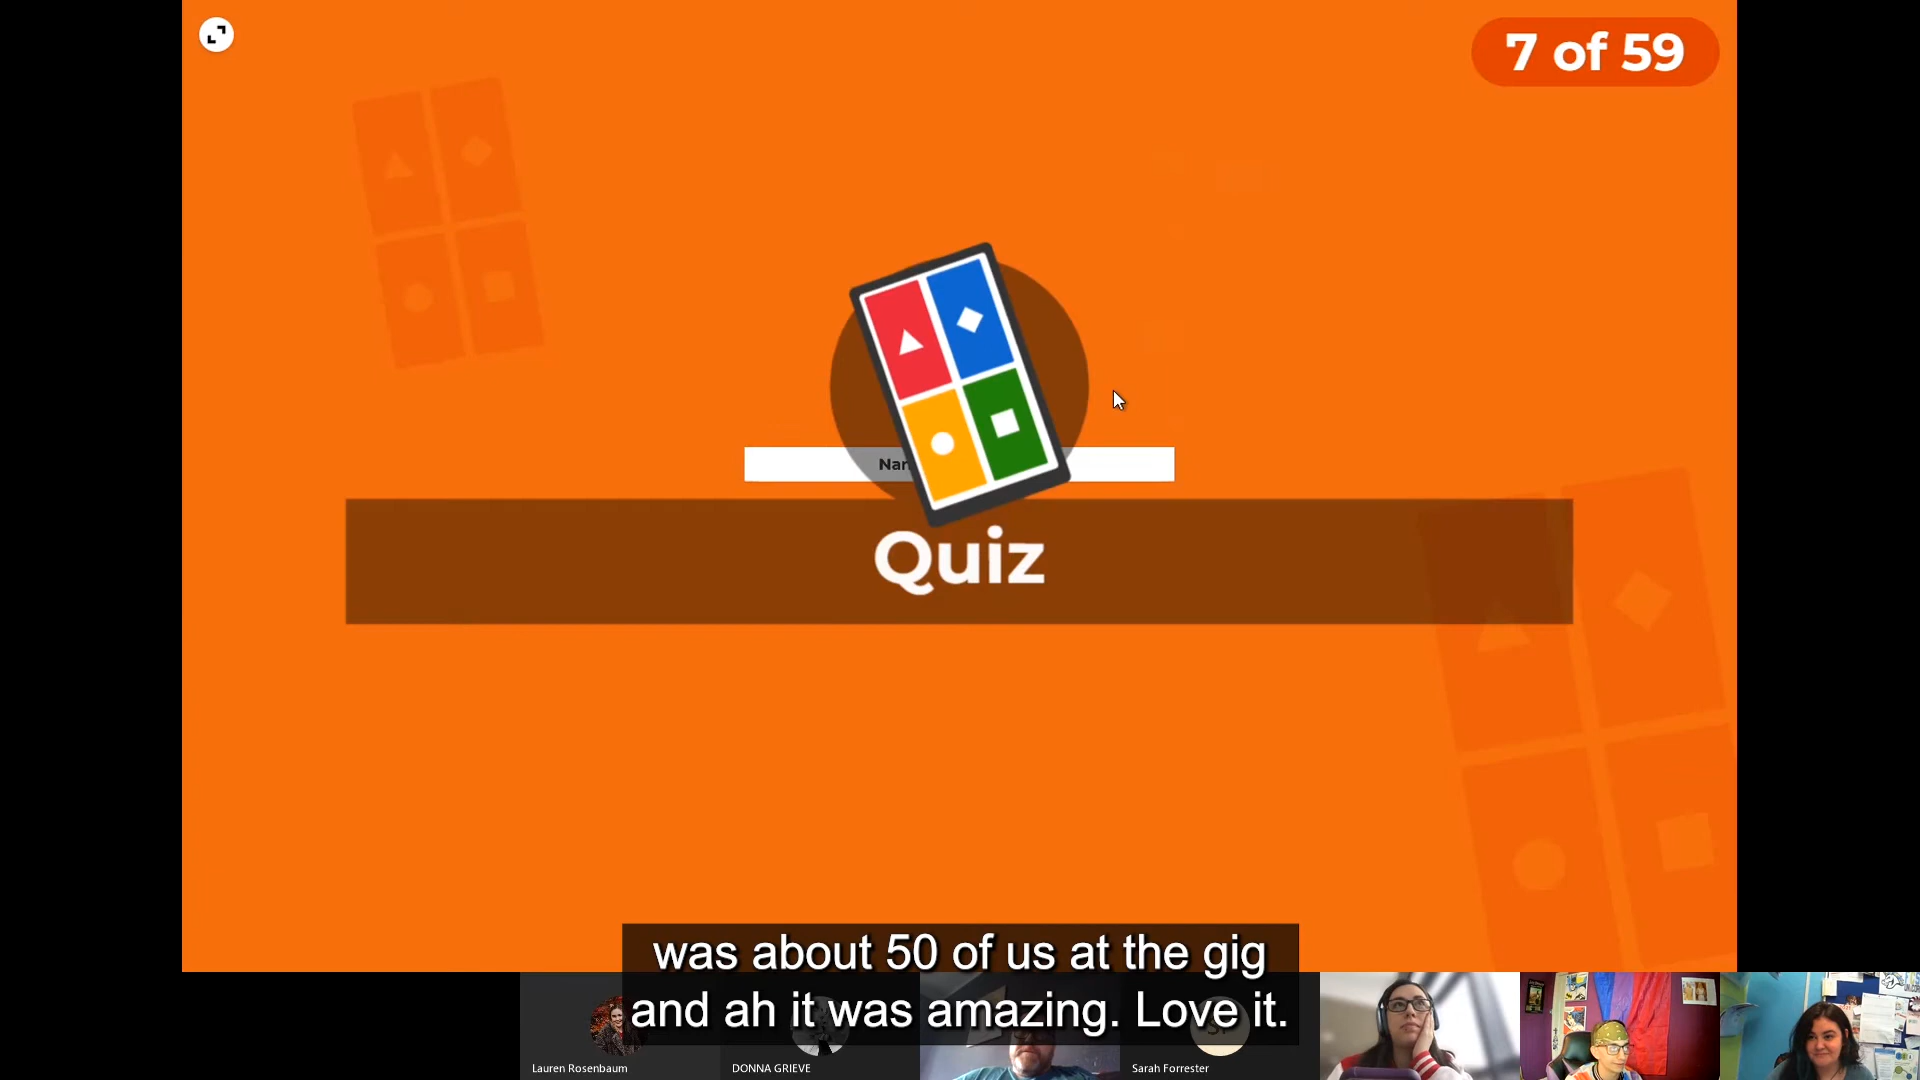 7 of 59
Quiz
was about 50 of us at the gig
and ah it was amazing. Love it.
Lauren Rosenbaum
DONNA GRIEVE
Sarah Forrester